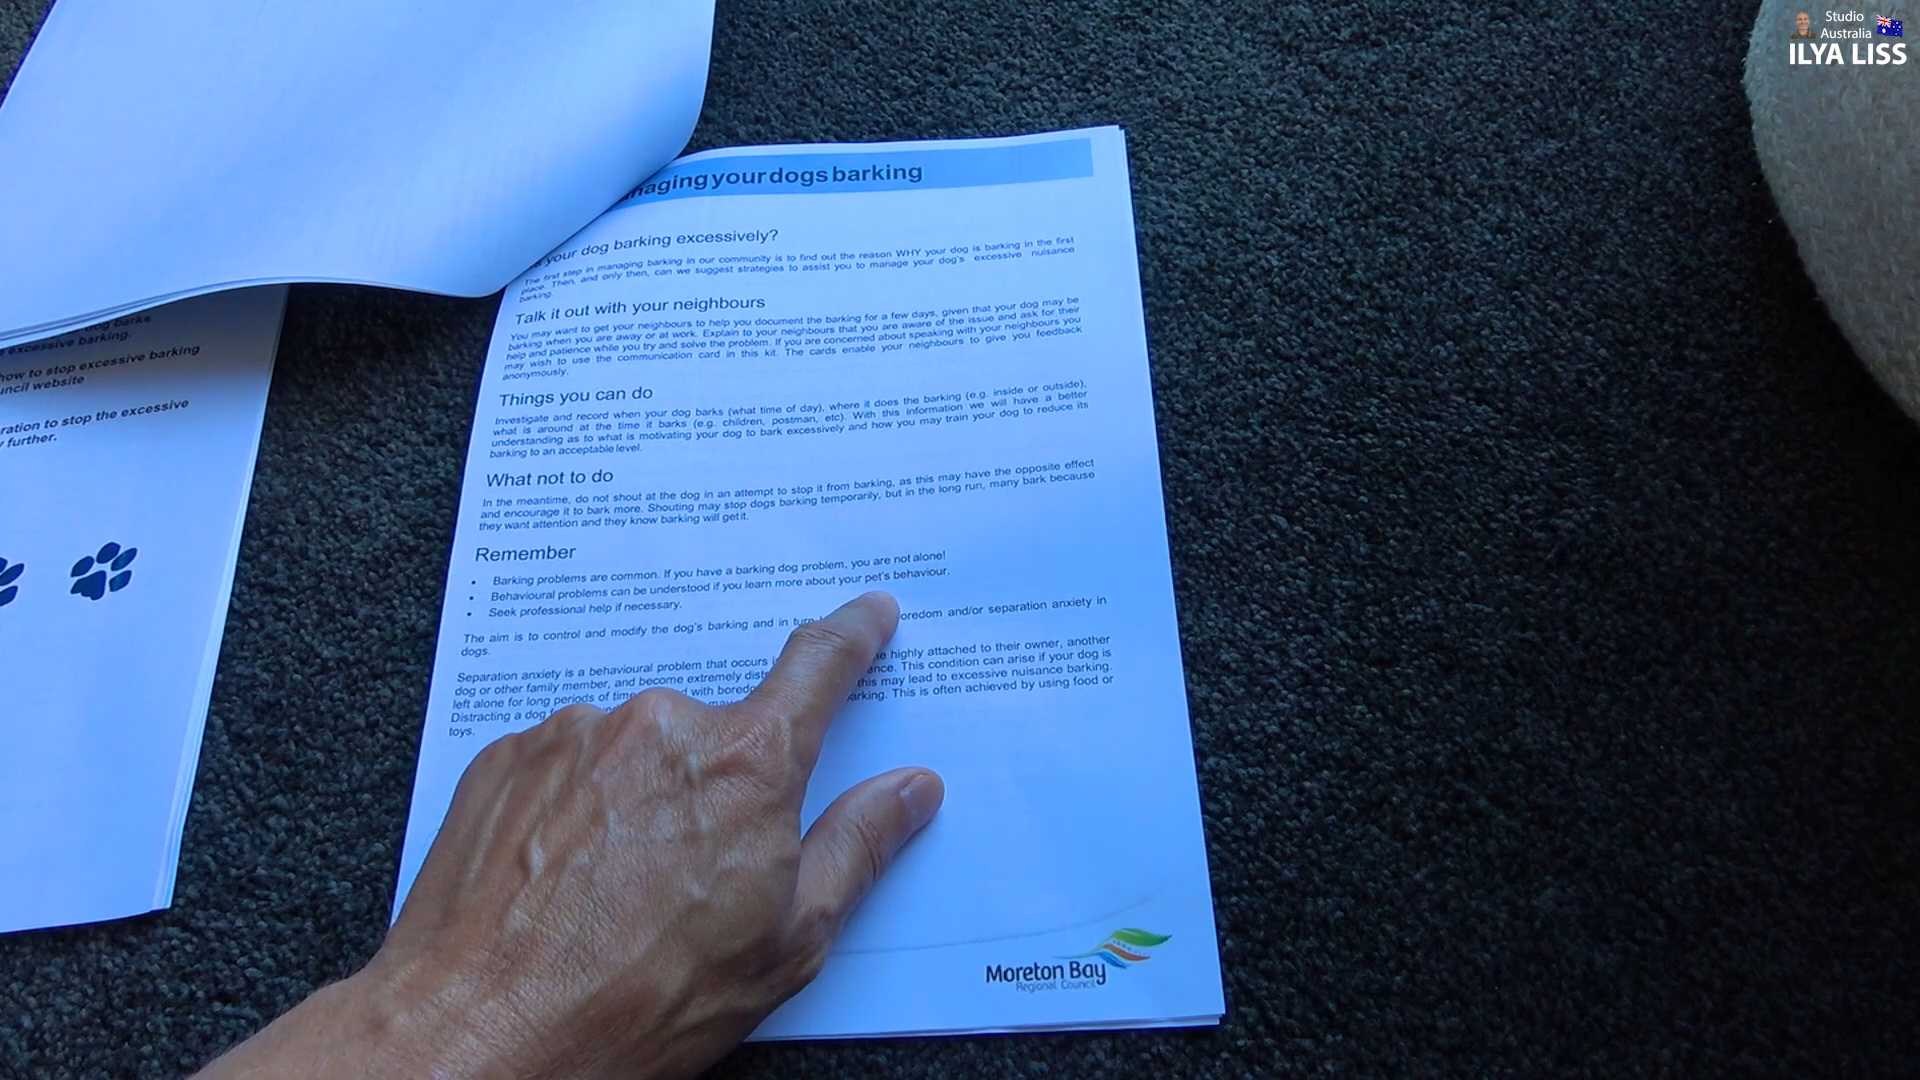 Studio
Australia
ILYA LISS
naging your dogs barking
your dog barking excessively?
The first step in managing barking in our community is to find out the reason WHY your dog is barking in the first
place. Then, and only then, can we suggest strategies to assist you to manage your dog's excessive nuisance
barking.
Talk it out with your neighbours
You may want to get your neighbours to help you document the barking for a few days, given that your dog may be
barking when you are away or at work. Explain to your neighbours that you are aware of the issue and ask for their
help and patience while you try and solve the problem. If you are concerned about speaking with your neighbours you
may wish to use the communication card in this kit. The cards enable your neighbours to give you feedback
anonymously.
Things you can do
Investigate and record when your dog barks (what time of day), where it does the barking (e.g. inside or outside),
what is around at the time it barks (e.g. children, postman, etc). With this information we will have a better
understanding as to what is motivating your dog to bark excessively and how you may train your dog to reduce its
barking to an acceptable level.
What not to do
In the meantime, do not shout at the dog in an attempt to stop it from barking, as this may have the opposite effect
and encourage it to bark more. Shouting may stop dogs barking temporarily, but in the long run, many bark because
they want attention and they know barking will get it.
Remember
• Barking problems are common. If you have a barking dog problem, you are not alone!
• Behavioural problems can be understood if you learn more about your pet's behaviour.
• Seek professional help if necessary.
The aim is to control and modify the dog's barking and in turn oredom and/or separation anxiety in
dogs.
Separation anxiety is a behavioural problem that occurs highly attached to their owner, another
dog or other family member, and become extremely dist ence. This condition can arise if your dog is
left alone for long periods of time with boredo this may lead to excessive nuisance barking.
Distracting a dog may arking. This is often achieved by using food or
toys.
Moreton Bay
Regional Council
dog barks
excessive barking.
how to stop excessive barking
uncil website
ration to stop the excessive
further.